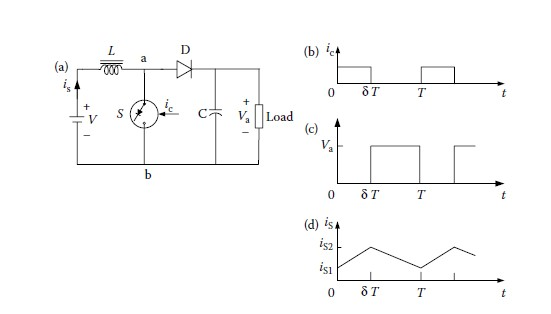 L
a
D
(a)
i_s
+
V
−
S
i_c
C
+
V_a
−
Load
b
(b) i_c
0 δT T t
(c)
V_a
0 δT T t
(d) i_S
i_S2
i_S1
0 δT T t